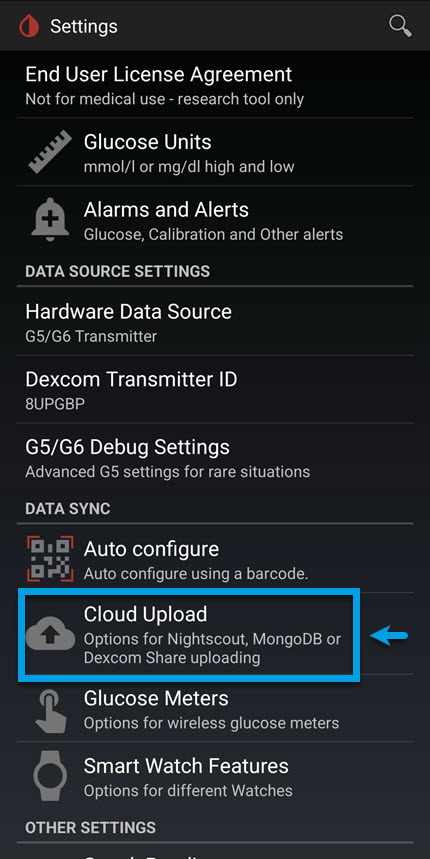 Settings
End User License Agreement
Not for medical use - research tool only
Glucose Units
mmol/l or mg/dl high and low
Alarms and Alerts
Glucose, Calibration and Other alerts
DATA SOURCE SETTINGS
Hardware Data Source
G5/G6 Transmitter
Dexcom Transmitter ID
8UPGBP
G5/G6 Debug Settings
Advanced G5 settings for rare situations
DATA SYNC
Auto configure
Auto configure using a barcode.
Cloud Upload
Options for Nightscout, MongoDB or
Dexcom Share uploading
Glucose Meters
Options for wireless glucose meters
Smart Watch Features
Options for different Watches
OTHER SETTINGS